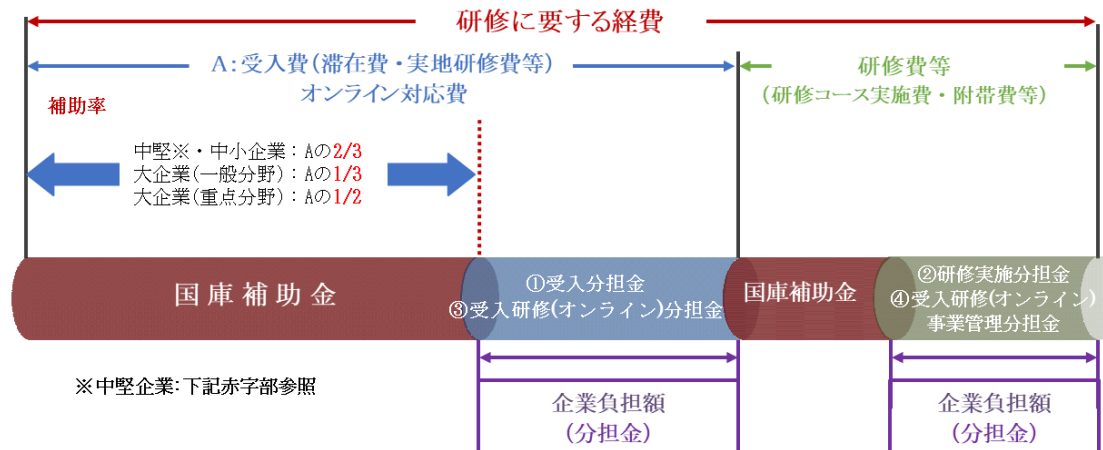 研修に要する経費
A:受入費(滞在費・実地研修費等)
オンライン対応費
研修費等
(研修コース実施費・附帯費等)
補助率
中堅※・中小企業:Aの2/3
大企業(一般分野):Aの1/3
大企業(重点分野):Aの1/2
国庫補助金
①受入分担金
③受入研修(オンライン)分担金
国庫補助金
②研修実施分担金
④受入研修(オンライン)
事業管理分担金
※中堅企業:下記赤字部参照
企業負担額
(分担金)
企業負担額
(分担金)